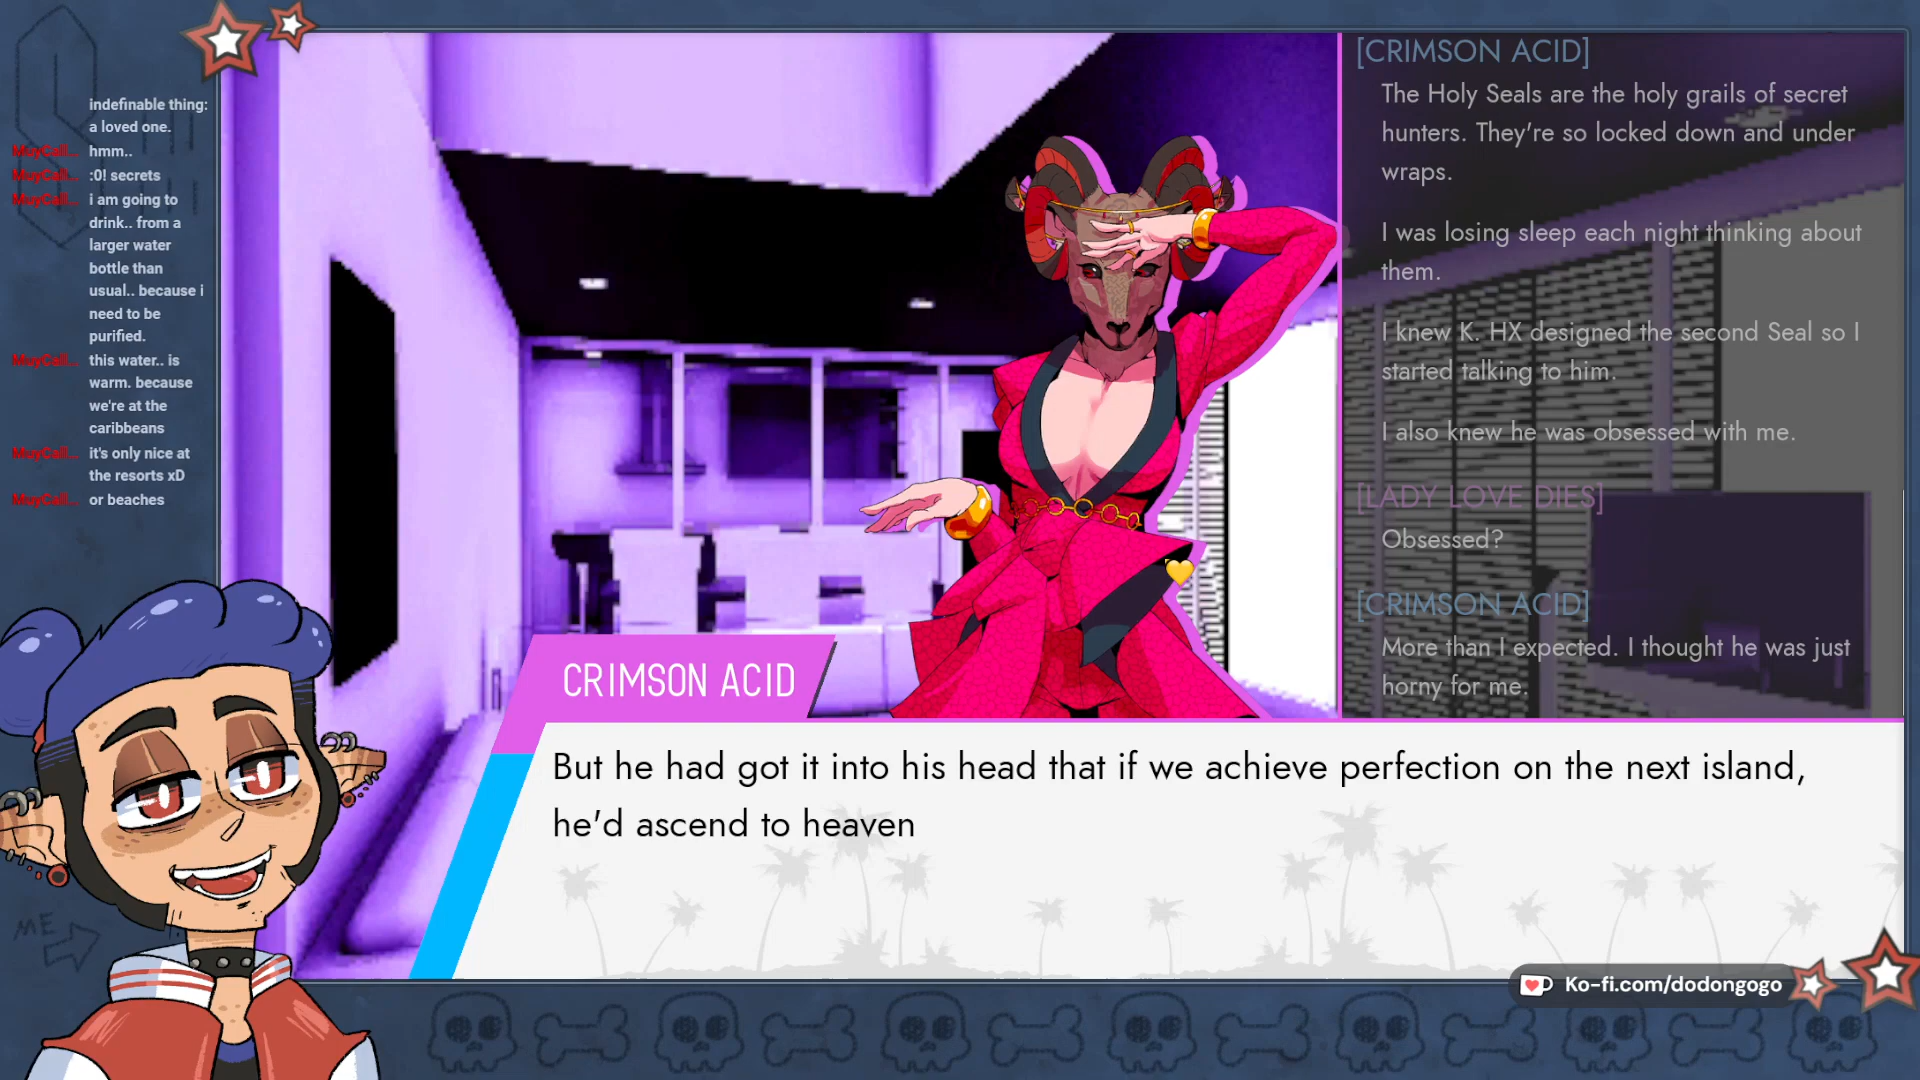 indefinable thing:
a loved one.
MuyCali... hmm..
MuyCali... :0! secrets
MuyCali... i am going to
drink.. from a
larger water
bottle than
usual.. because i
need to be
purified.
MuyCali... this water.. is
warm. because
we're at the
caribbeans
MuyCali... it's only nice at
the resorts xD
MuyCali... or beaches
ME
[CRIMSON ACID]
The Holy Seals are the holy grails of secret
hunters. They're so locked down and under
wraps.
I was losing sleep each night thinking about
them.
I knew K. HX designed the second Seal so I
started talking to him.
I also knew he was obsessed with me.
[LADY LOVE DIES]
Obsessed?
[CRIMSON ACID]
More than I expected. I thought he was just
horny for me.
CRIMSON ACID
But he had got it into his head that if we achieve perfection on the next island,
he'd ascend to heaven
Ko-fi.com/dodongogo